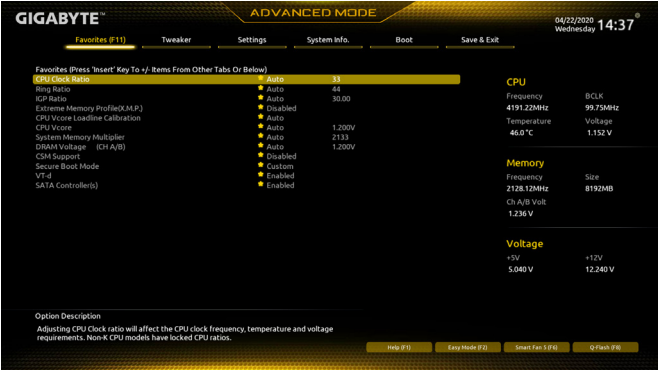 GIGABYTE™
ADVANCED MODE
04/22/2020
Wednesday 14:37
Favorites (F11) Tweaker Settings System Info. Boot Save & Exit
Favorites (Press 'Insert' Key To +/- Items From Other Tabs Or Below)
CPU Clock Ratio Auto 33
Ring Ratio Auto 44
IGP Ratio Auto 30.00
Extreme Memory Profile(X.M.P.) Disabled
CPU Vcore Loadline Calibration Auto
CPU Vcore Auto 1.200V
System Memory Multiplier Auto 2133
DRAM Voltage (CH A/B) Auto 1.200V
CSM Support Disabled
Secure Boot Mode Custom
VT-d Enabled
SATA Controller(s) Enabled
CPU
Frequency BCLK
4191.22MHz 99.75MHz
Temperature Voltage
46.0 °C 1.152 V
Memory
Frequency Size
2128.12MHz 8192MB
Ch A/B Volt
1.236 V
Voltage
+5V +12V
5.040 V 12.240 V
Option Description
Adjusting CPU Clock ratio will affect the CPU clock frequency, temperature and voltage
requirements. Non-K CPU models have locked CPU ratios.
Help (F1) Easy Mode (F2) Smart Fan 5 (F6) Q-Flash (F8)